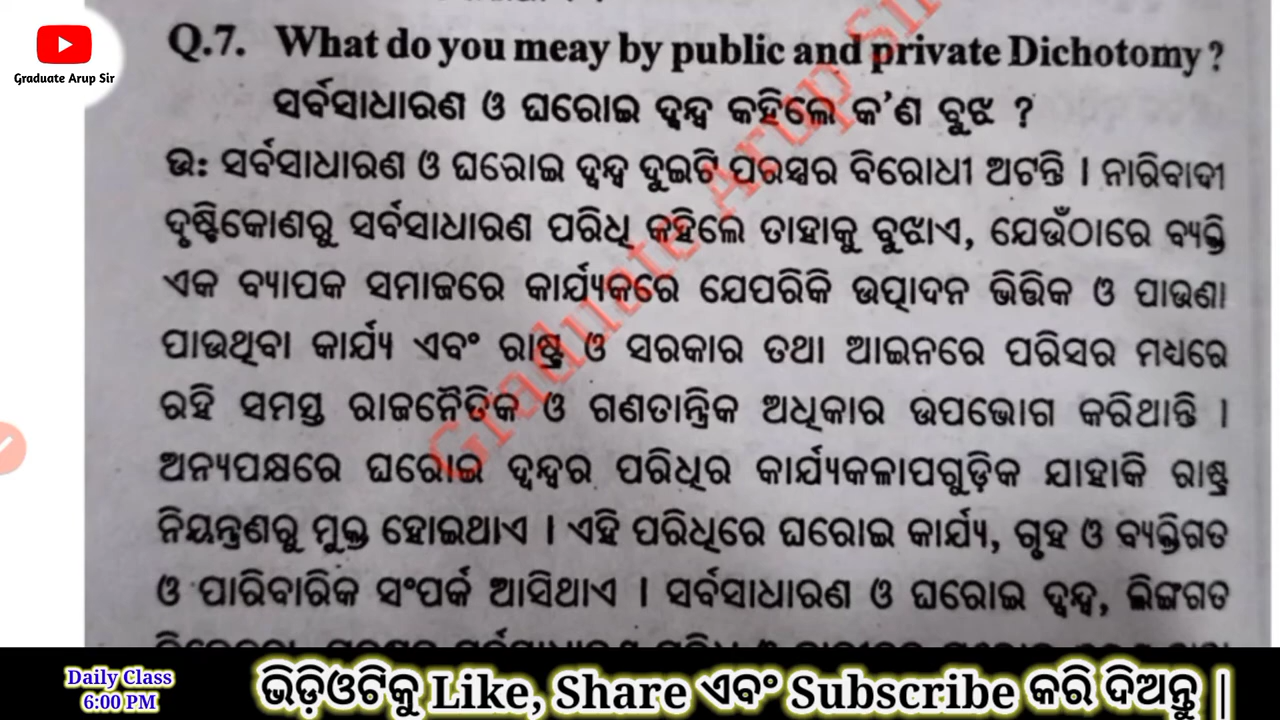 Graduate Arup Sir
Q.7. What do you meay by public and private Dichotomy ?
ସର୍ବସାଧାରଣ ଓ ଘରୋଇ ଦ୍ୱନ୍ଦ୍ୱ କହିଲେ କ'ଣ ବୁଝ ?
ଉଃ ସର୍ବସାଧାରଣ ଓ ଘରୋଇ ଦ୍ୱନ୍ଦ୍ୱ ଦୁଇଟି ପରସ୍ପର ବିରୋଧୀ ଅଟନ୍ତି । ନାରିବାଦୀ
ଦୃଷ୍ଟିକୋଣରୁ ସର୍ବସାଧାରଣ ପରିଧି କହିଲେ ତାହାକୁ ବୁଝାଏ, ଯେଉଁଠାରେ ବ୍ୟକ୍ତି
ଏକ ବ୍ୟାପକ ସମାଜରେ କାର୍ଯ୍ୟକରେ ଯେପରିକି ଉତ୍ପାଦନ ଭିତ୍ତିକ ଓ ପାଉଣା
ପାଉଥିବା କାର୍ଯ୍ୟ ଏବଂ ରାଷ୍ଟ୍ର ଓ ସରକାର ତଥା ଆଇନରେ ପରିସର ମଧ୍ୟରେ
ରହି ସମସ୍ତ ରାଜନୈତିକ ଓ ଗଣତାନ୍ତ୍ରିକ ଅଧିକାର ଉପଭୋଗ କରିଥାନ୍ତି ।
ଅନ୍ୟପକ୍ଷରେ ଘରୋଇ ଦ୍ୱନ୍ଦ୍ୱର ପରିଧିର କାର୍ଯ୍ୟକଳାପଗୁଡ଼ିକ ଯାହାକି ରାଷ୍ଟ୍ର
ନିୟନ୍ତ୍ରଣରୁ ମୁକ୍ତ ହୋଇଥାଏ । ଏହି ପରିଧିରେ ଘରୋଇ କାର୍ଯ୍ୟ, ଗୃହ ଓ ବ୍ୟକ୍ତିଗତ
ଓ ପାରିବାରିକ ସଂପର୍କ ଆସିଥାଏ । ସର୍ବସାଧାରଣ ଓ ଘରୋଇ ଦ୍ୱନ୍ଦ୍ୱ, ଲିଙ୍ଗଗତ
Graduate Arup Sir
Daily Class
6:00 PM
ଭିଡ଼ିଓଟିକୁ Like, Share ଏବଂ Subscribe କରି ଦିଅନ୍ତୁ |